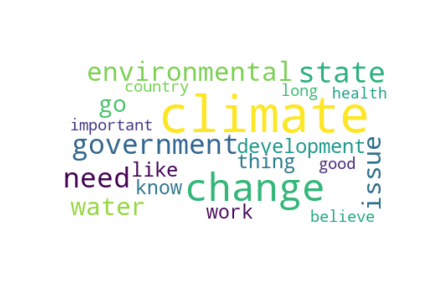 environmental state
country long health
go climate
important
government development
thing good issue
need like
know change
water work
believe